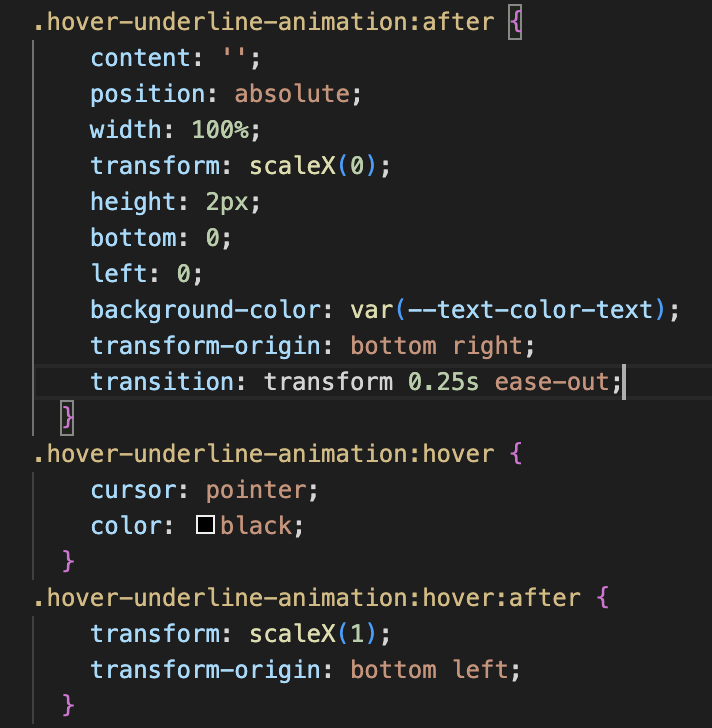 .hover-underline-animation:after {
content: '';
position: absolute;
width: 100%;
transform: scaleX(0);
height: 2px;
bottom: 0;
left: 0;
background-color: var(--text-color-text);
transform-origin: bottom right;
transition: transform 0.25s ease-out;
}
.hover-underline-animation:hover {
cursor: pointer;
color: black;
}
.hover-underline-animation:hover:after {
transform: scaleX(1);
transform-origin: bottom left;
}